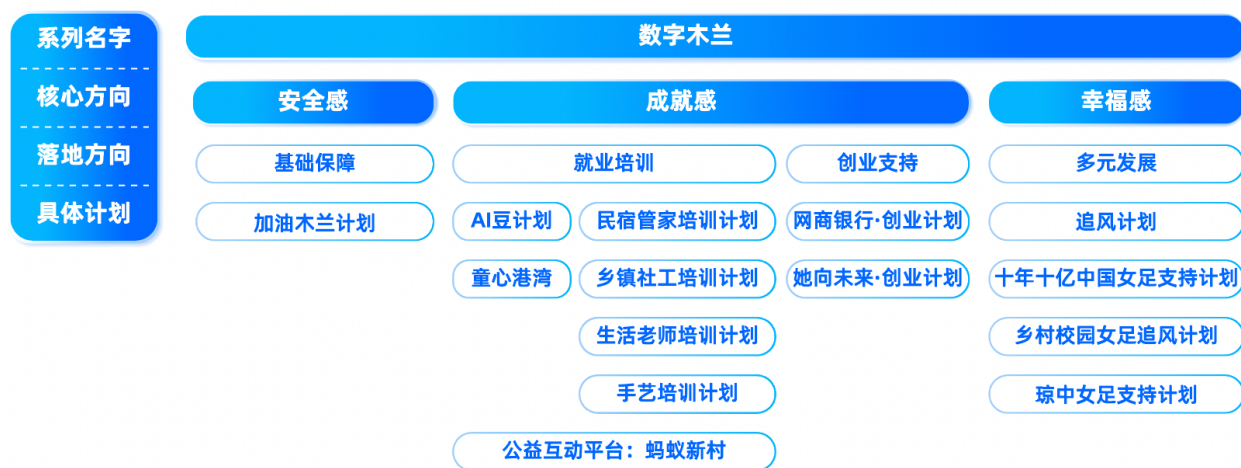 系列名字
数字木兰
核心方向
安全感
成就感
幸福感
落地方向
基础保障
就业培训
创业支持
多元发展
具体计划
加油木兰计划
AI豆计划
民宿管家培训计划
网商银行·创业计划
追风计划
童心港湾
乡镇社工培训计划
她向未来·创业计划
十年十亿中国女足支持计划
生活老师培训计划
乡村校园女足追风计划
手艺培训计划
琼中女足支持计划
公益互动平台：蚂蚁新村